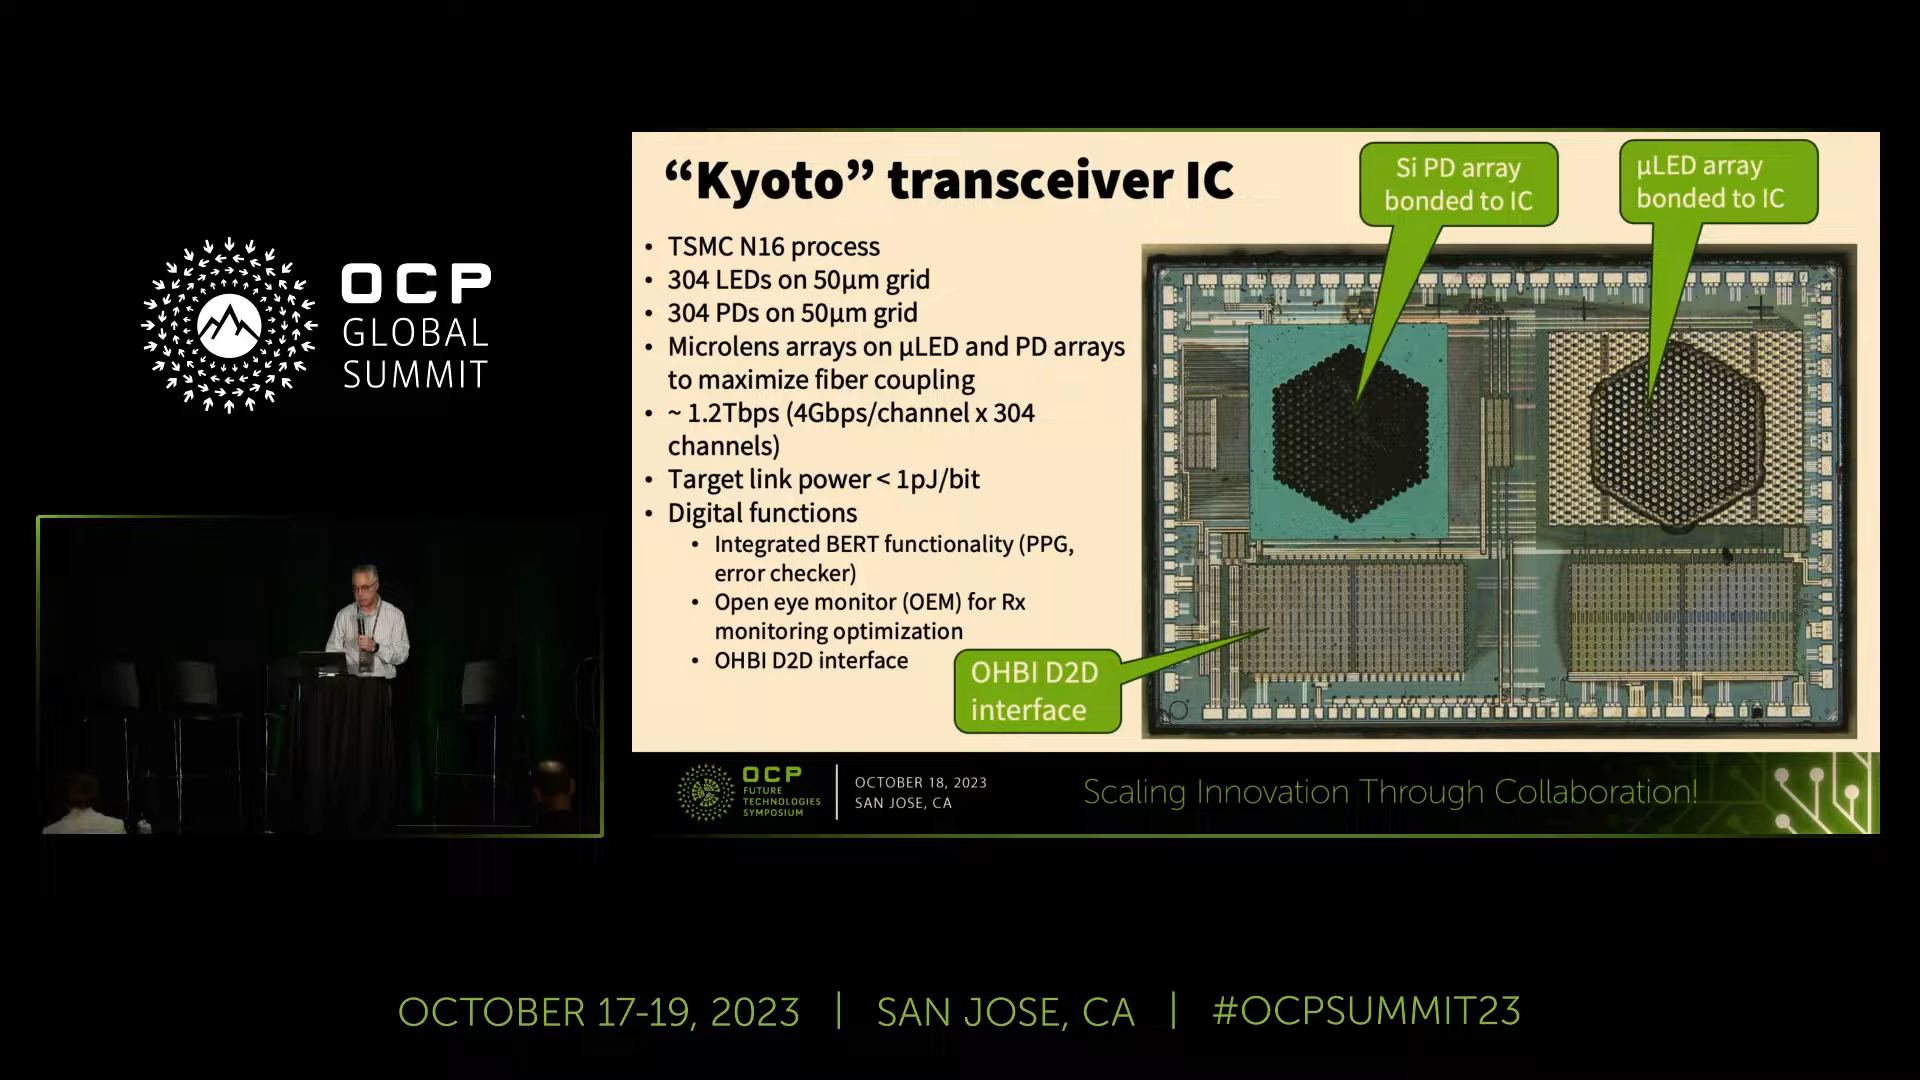 OCP
GLOBAL
SUMMIT
“Kyoto” transceiver IC
• TSMC N16 process
• 304 LEDs on 50µm grid
• 304 PDs on 50µm grid
• Microlens arrays on µLED and PD arrays
to maximize fiber coupling
• ~ 1.2Tbps (4Gbps/channel x 304
channels)
• Target link power < 1pJ/bit
• Digital functions
• Integrated BERT functionality (PPG,
error checker)
• Open eye monitor (OEM) for Rx
monitoring optimization
• OHBI D2D interface
Si PD array
bonded to IC
µLED array
bonded to IC
OHBI D2D
interface
OCP
FUTURE
TECHNOLOGIES
SYMPOSIUM
OCTOBER 18, 2023
SAN JOSE, CA
Scaling Innovation Through Collaboration!
OCTOBER 17-19, 2023 | SAN JOSE, CA | #OCPSUMMIT23